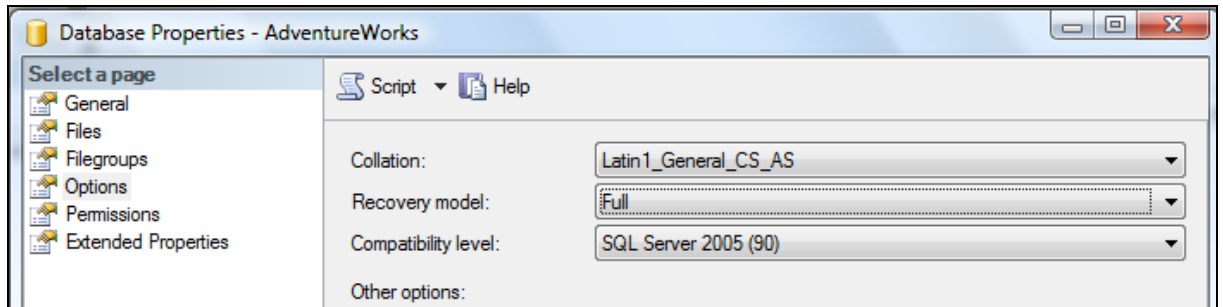 Database Properties - AdventureWorks
Select a page
General
Files
Filegroups
Options
Permissions
Extended Properties
Script Help
Collation: Latin1_General_CS_AS
Recovery model: Full
Compatibility level: SQL Server 2005 (90)
Other options: